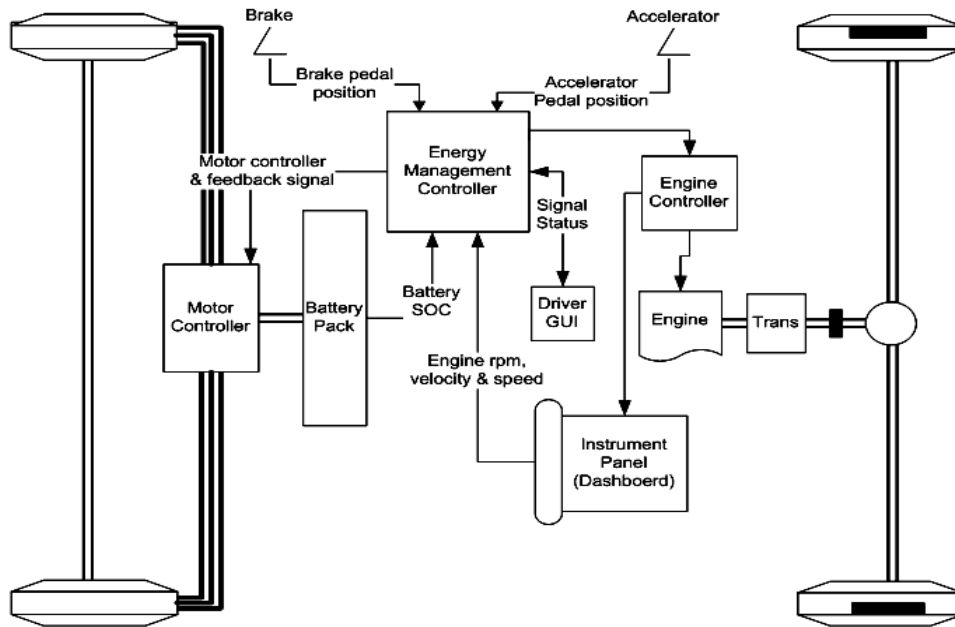 Brake
Accelerator
Brake pedal
position
Accelerator
Pedal position
Energy
Management
Controller
Motor controller
& feedback signal
Engine
Controller
Signal
Status
Motor
Controller
Battery
Pack
Battery
SOC
Driver
GUI
Engine
Trans
Engine rpm,
velocity & speed
Instrument
Panel
(Dashboerd)